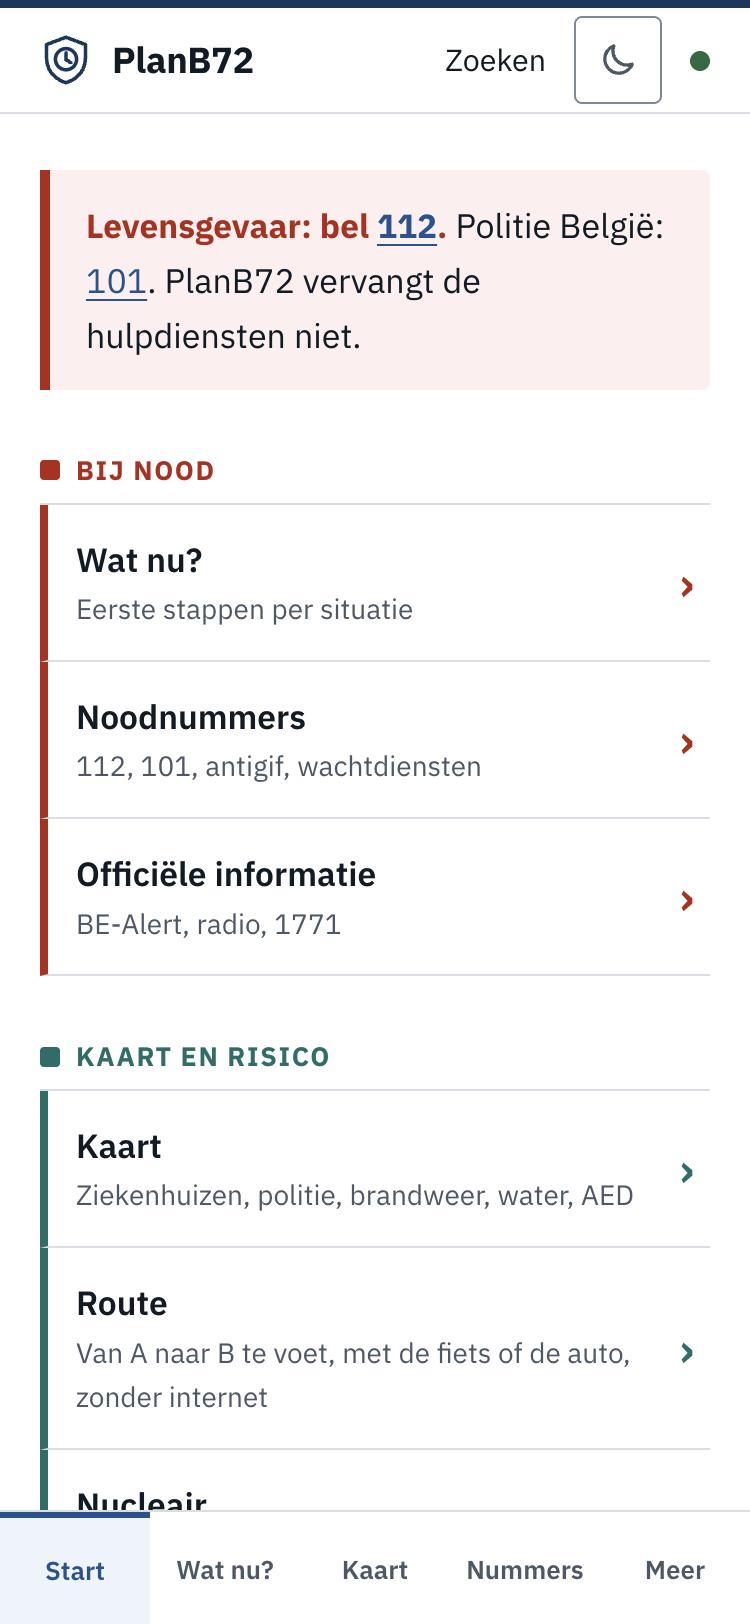 PlanB72
Zoeken
Levensgevaar: bel 112. Politie België:
101. PlanB72 vervangt de
hulpdiensten niet.
BIJ NOOD
Wat nu?
Eerste stappen per situatie
Noodnummers
112, 101, antigif, wachtdiensten
Officiële informatie
BE-Alert, radio, 1771
KAART EN RISICO
Kaart
Ziekenhuizen, politie, brandweer, water, AED
Route
Van A naar B te voet, met de fiets of de auto,
zonder internet
Nucleair
Start
Wat nu?
Kaart
Nummers
Meer